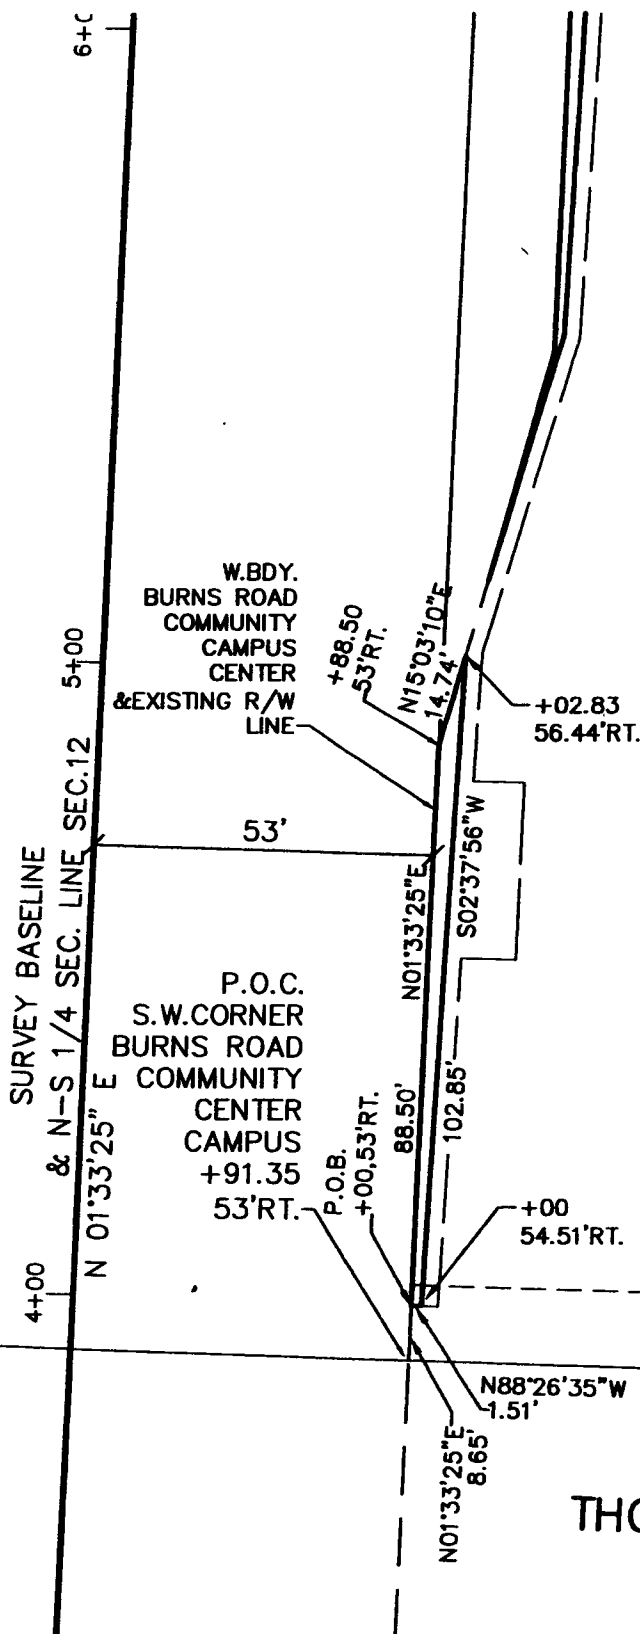 6+0
W.BDY.
BURNS ROAD
COMMUNITY
CAMPUS
CENTER
&EXISTING R/W
LINE
+88.50
53'RT.
N15°03'10"E
14.74'
5+00
+02.83
56.44'RT.
53'
SURVEY BASELINE
& N-S 1/4 SEC. LINE SEC.12
N 01°33'25" E
N01°33'25"E
88.50'
S02°37'56"W
102.85'
P.O.C.
S.W.CORNER
BURNS ROAD
COMMUNITY
CENTER
CAMPUS
+91.35
53'RT.
P.O.B.
+00,53'RT.
+00
54.51'RT.
4+00
N88°26'35"W
1.51'
N01°33'25"E
8.65'
THO